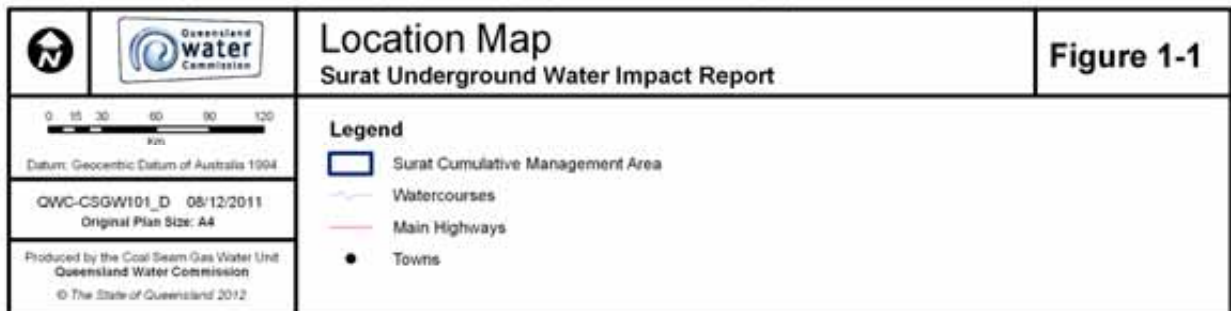 N
Queensland
water
Commission
Location Map
Surat Underground Water Impact Report
Figure 1-1
0 15 30 60 90 120
Km
Datum: Geocentric Datum of Australia 1994
QWC-CSGW101_D 08/12/2011
Original Plan Size: A4
Produced by the Coal Seam Gas Water Unit
Queensland Water Commission
© The State of Queensland 2012
Legend
Surat Cumulative Management Area
Watercourses
Main Highways
Towns